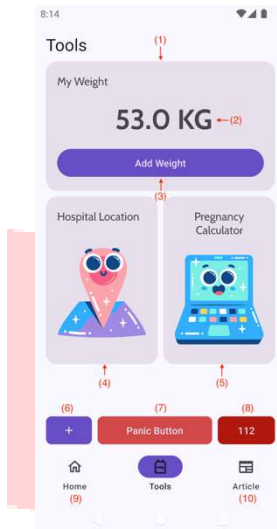 8:14
Tools
(1)
My Weight
53.0 KG
(2)
Add Weight
(3)
Hospital Location
Pregnancy
Calculator
(4)
(5)
(6)
(7)
(8)
+
Panic Button
112
Home
Tools
Article
(9)
(10)